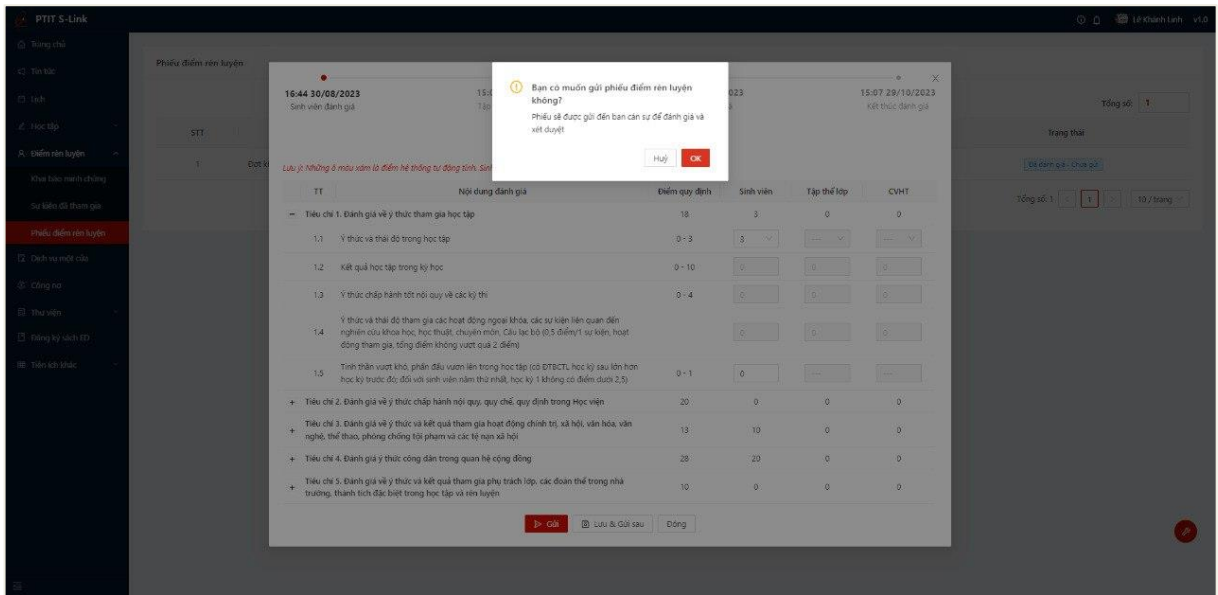 PTIT S-Link
Lê Khánh Linh v1.0
Trang chủ
Tin tức
Lịch
Học tập
Điểm rèn luyện
Khai báo minh chứng
Sự kiện đã tham gia
Phiếu điểm rèn luyện
Dịch vụ một cửa
Công nợ
Thư viện
Đăng ký sách ED
Tiện ích khác
Phiếu điểm rèn luyện
Tổng số: 1
STT
Trạng thái
1
Đợt
Đã đánh giá - Chưa gửi
Tổng số: 1 < 1 > 10 / trang
16:44 30/08/2023
Sinh viên đánh giá
15:07 29/10/2023
Kết thúc đánh giá
Bạn có muốn gửi phiếu điểm rèn luyện
không?
Phiếu sẽ được gửi đến ban cán sự để đánh giá và
xét duyệt
Huỷ OK
Lưu ý: Những ô màu xám là điểm hệ thống tự động tính.
TT Nội dung đánh giá Điểm quy định Sinh viên Tập thể lớp CVHT
− Tiêu chí 1. Đánh giá về ý thức tham gia học tập 18 3 0 0
1.1 Ý thức và thái độ trong học tập 0 - 3 3 --- ---
1.2 Kết quả học tập trong kỳ học 0 - 10 0 0 0
1.3 Ý thức chấp hành tốt nội quy về các kỳ thi 0 - 4 0 0 0
Ý thức và thái độ tham gia các hoạt động ngoại khóa, các sự kiện liên quan đến
1.4 nghiên cứu khoa học, học thuật, chuyên môn, Câu lạc bộ (0,5 điểm/1 sự kiện, hoạt 0 0 0
động tham gia, tổng điểm không vượt quá 2 điểm)
1.5 Tinh thần vượt khó, phấn đấu vươn lên trong học tập (có ĐTBCTL học kỳ sau lớn hơn 0 - 1 0 --- ---
học kỳ trước đó; đối với sinh viên năm thứ nhất, học kỳ 1 không có điểm dưới 2,5)
+ Tiêu chí 2. Đánh giá về ý thức chấp hành nội quy, quy chế, quy định trong Học viện 20 0 0 0
+ Tiêu chí 3. Đánh giá về ý thức và kết quả tham gia hoạt động chính trị, xã hội, văn hóa, văn 13 10 0 0
nghệ, thể thao, phòng chống tội phạm và các tệ nạn xã hội
+ Tiêu chí 4. Đánh giá ý thức công dân trong quan hệ cộng đồng 28 20 0 0
+ Tiêu chí 5. Đánh giá về ý thức và kết quả tham gia phụ trách lớp, các đoàn thể trong nhà 10 0 0 0
trường, thành tích đặc biệt trong học tập và rèn luyện
Gửi Lưu & Gửi sau Đóng